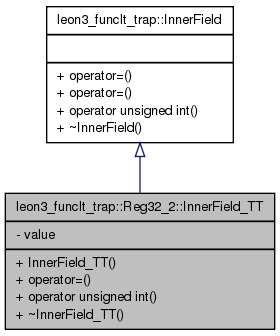 leon3_funclt_trap::InnerField
+ operator=()
+ operator=()
+ operator unsigned int()
+ ~InnerField()
leon3_funclt_trap::Reg32_2::InnerField_TT
- value
+ InnerField_TT()
+ operator=()
+ operator unsigned int()
+ ~InnerField_TT()